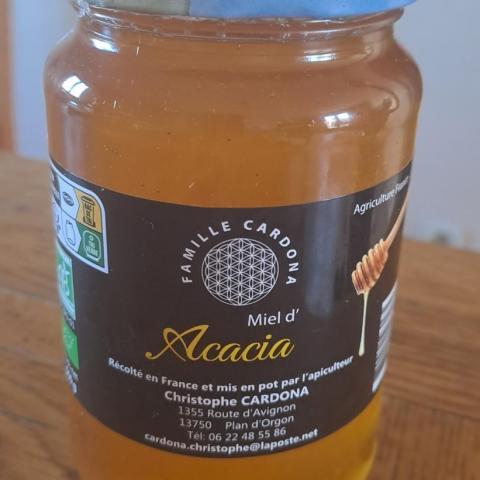 FAMILLE CARDONA
Agriculture France
Miel d'
Acacia
Récolté en France et mis en pot par l'apiculteur
Christophe CARDONA
1355 Route d'Avignon
13750 Plan d'Orgon
Tél: 06 22 48 55 86
cardona.christophe@laposte.net